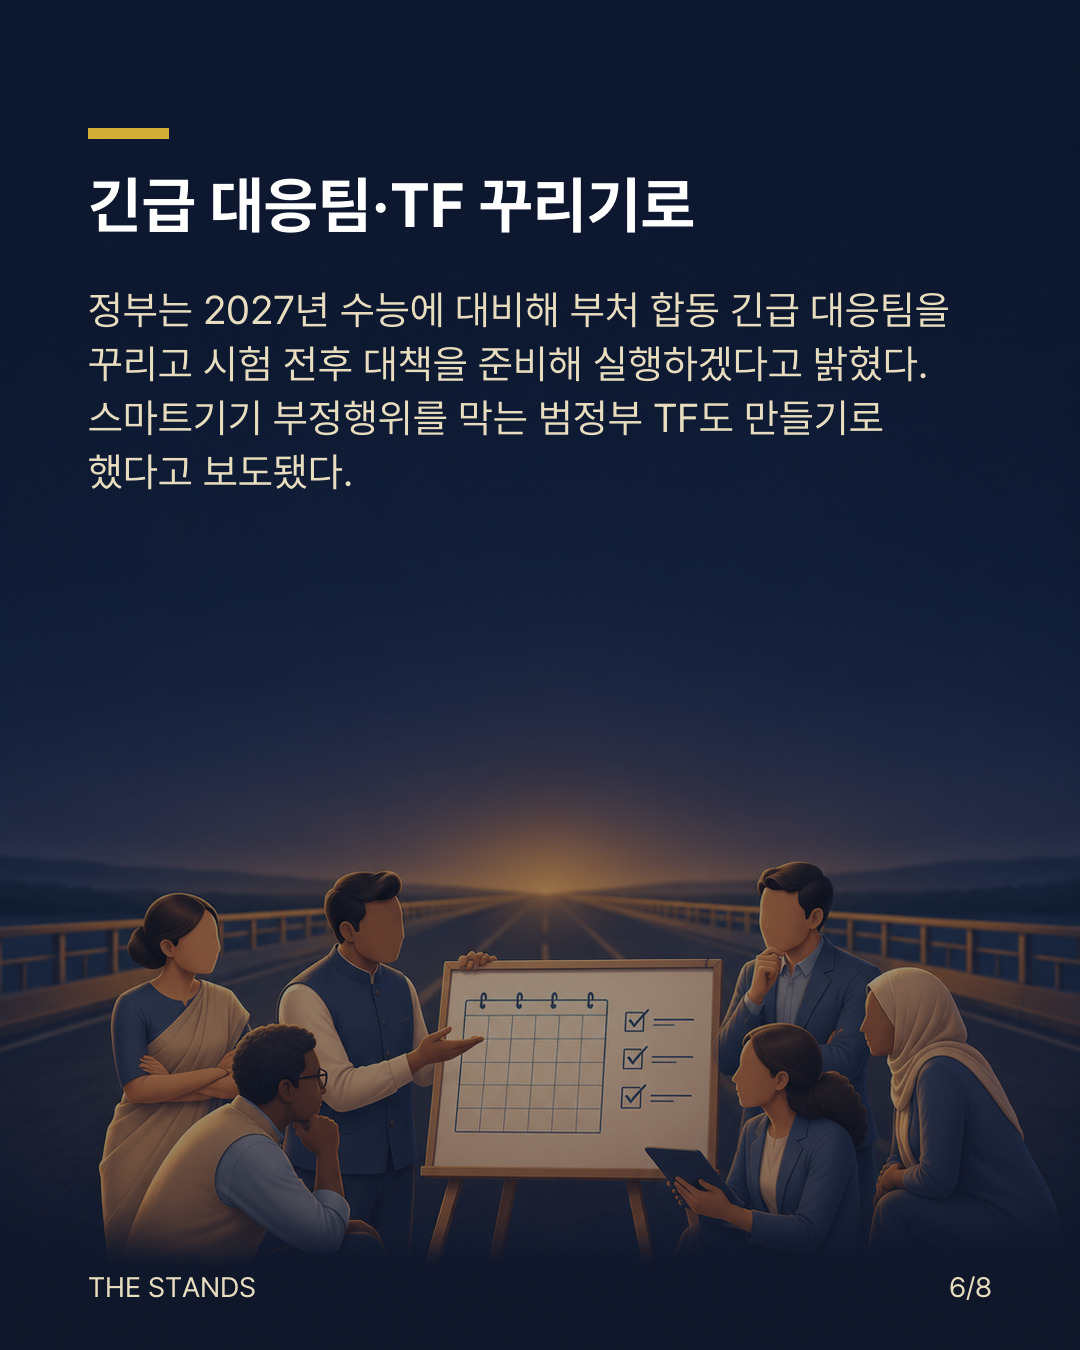 긴급 대응팀·TF 꾸리기로
정부는 2027년 수능에 대비해 부처 합동 긴급 대응팀을
꾸리고 시험 전후 대책을 준비해 실행하겠다고 밝혔다.
스마트기기 부정행위를 막는 범정부 TF도 만들기로
했다고 보도됐다.
THE STANDS
6/8